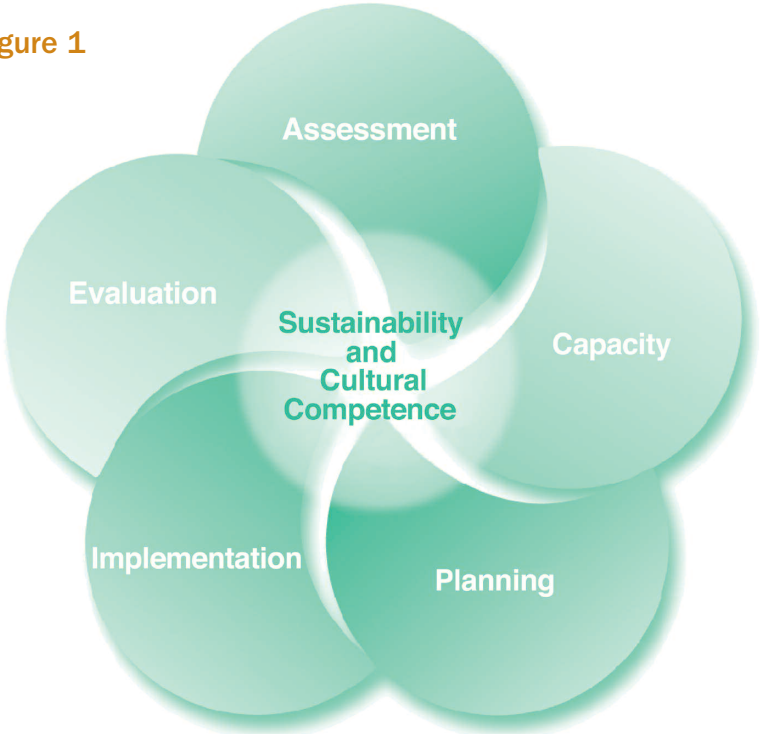 gure 1
Assessment
Evaluation
Capacity
Sustainability
and
Cultural
Competence
Implementation
Planning